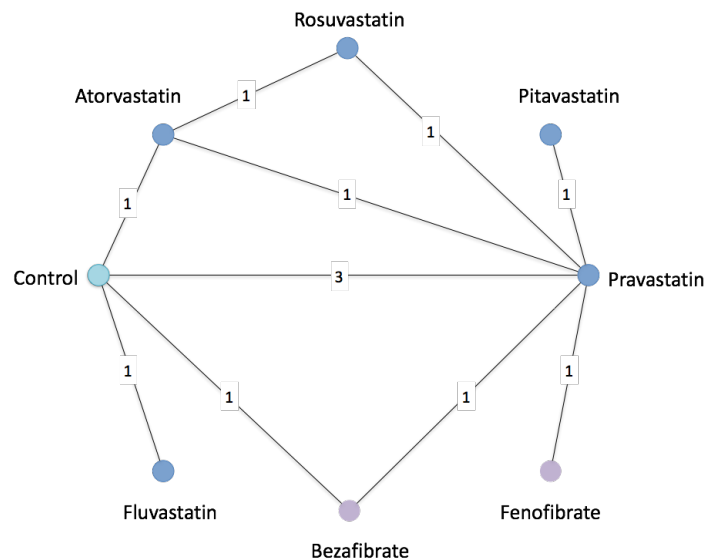 Rosuvastatin
Atorvastatin
Pitavastatin
1
1
1
1
1
Control
3
Pravastatin
1
1
1
1
Fluvastatin
Fenofibrate
Bezafibrate